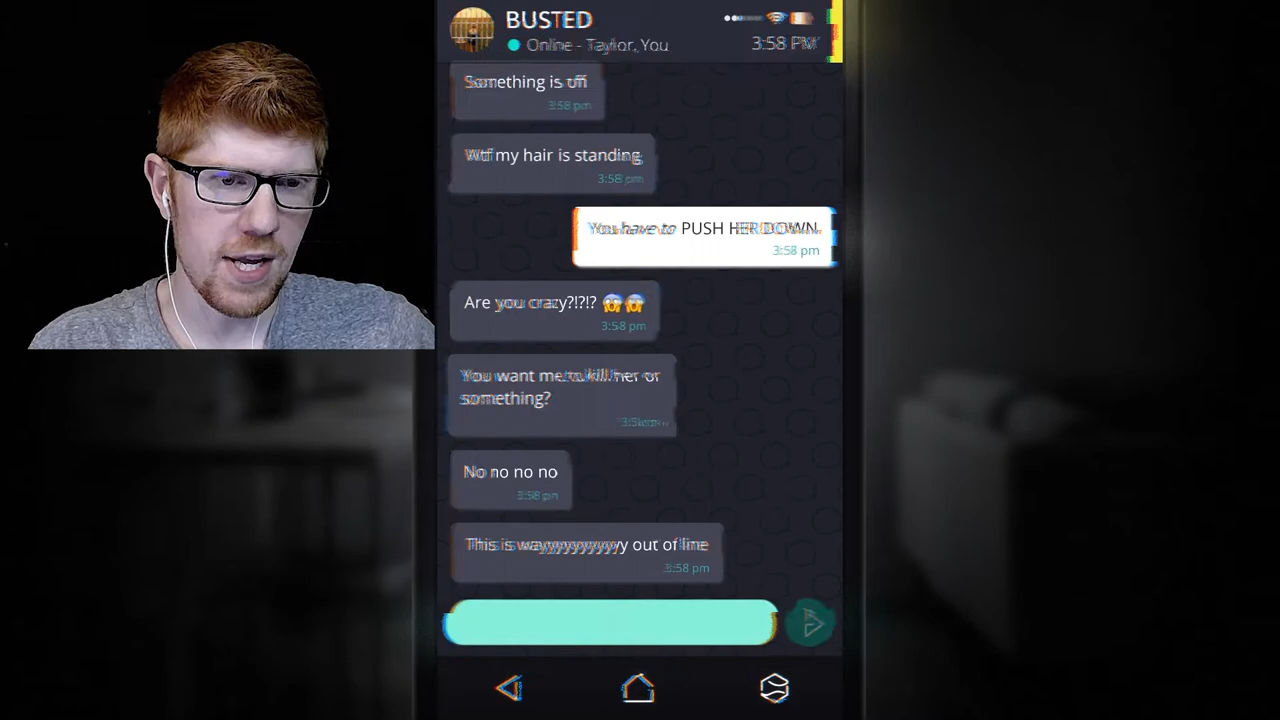 BUSTED
Online - Taylor, You
3:58 PM
Something is off
3:58 pm
Wtf my hair is standing
3:58 pm
You have to PUSH HER DOWN
3:58 pm
Are you crazy?!?!? 😱😱
3:58 pm
You want me to kill her or
something?
3:58 pm
No no no no
3:58 pm
This is wayyyyyyyyyy out of line
3:58 pm